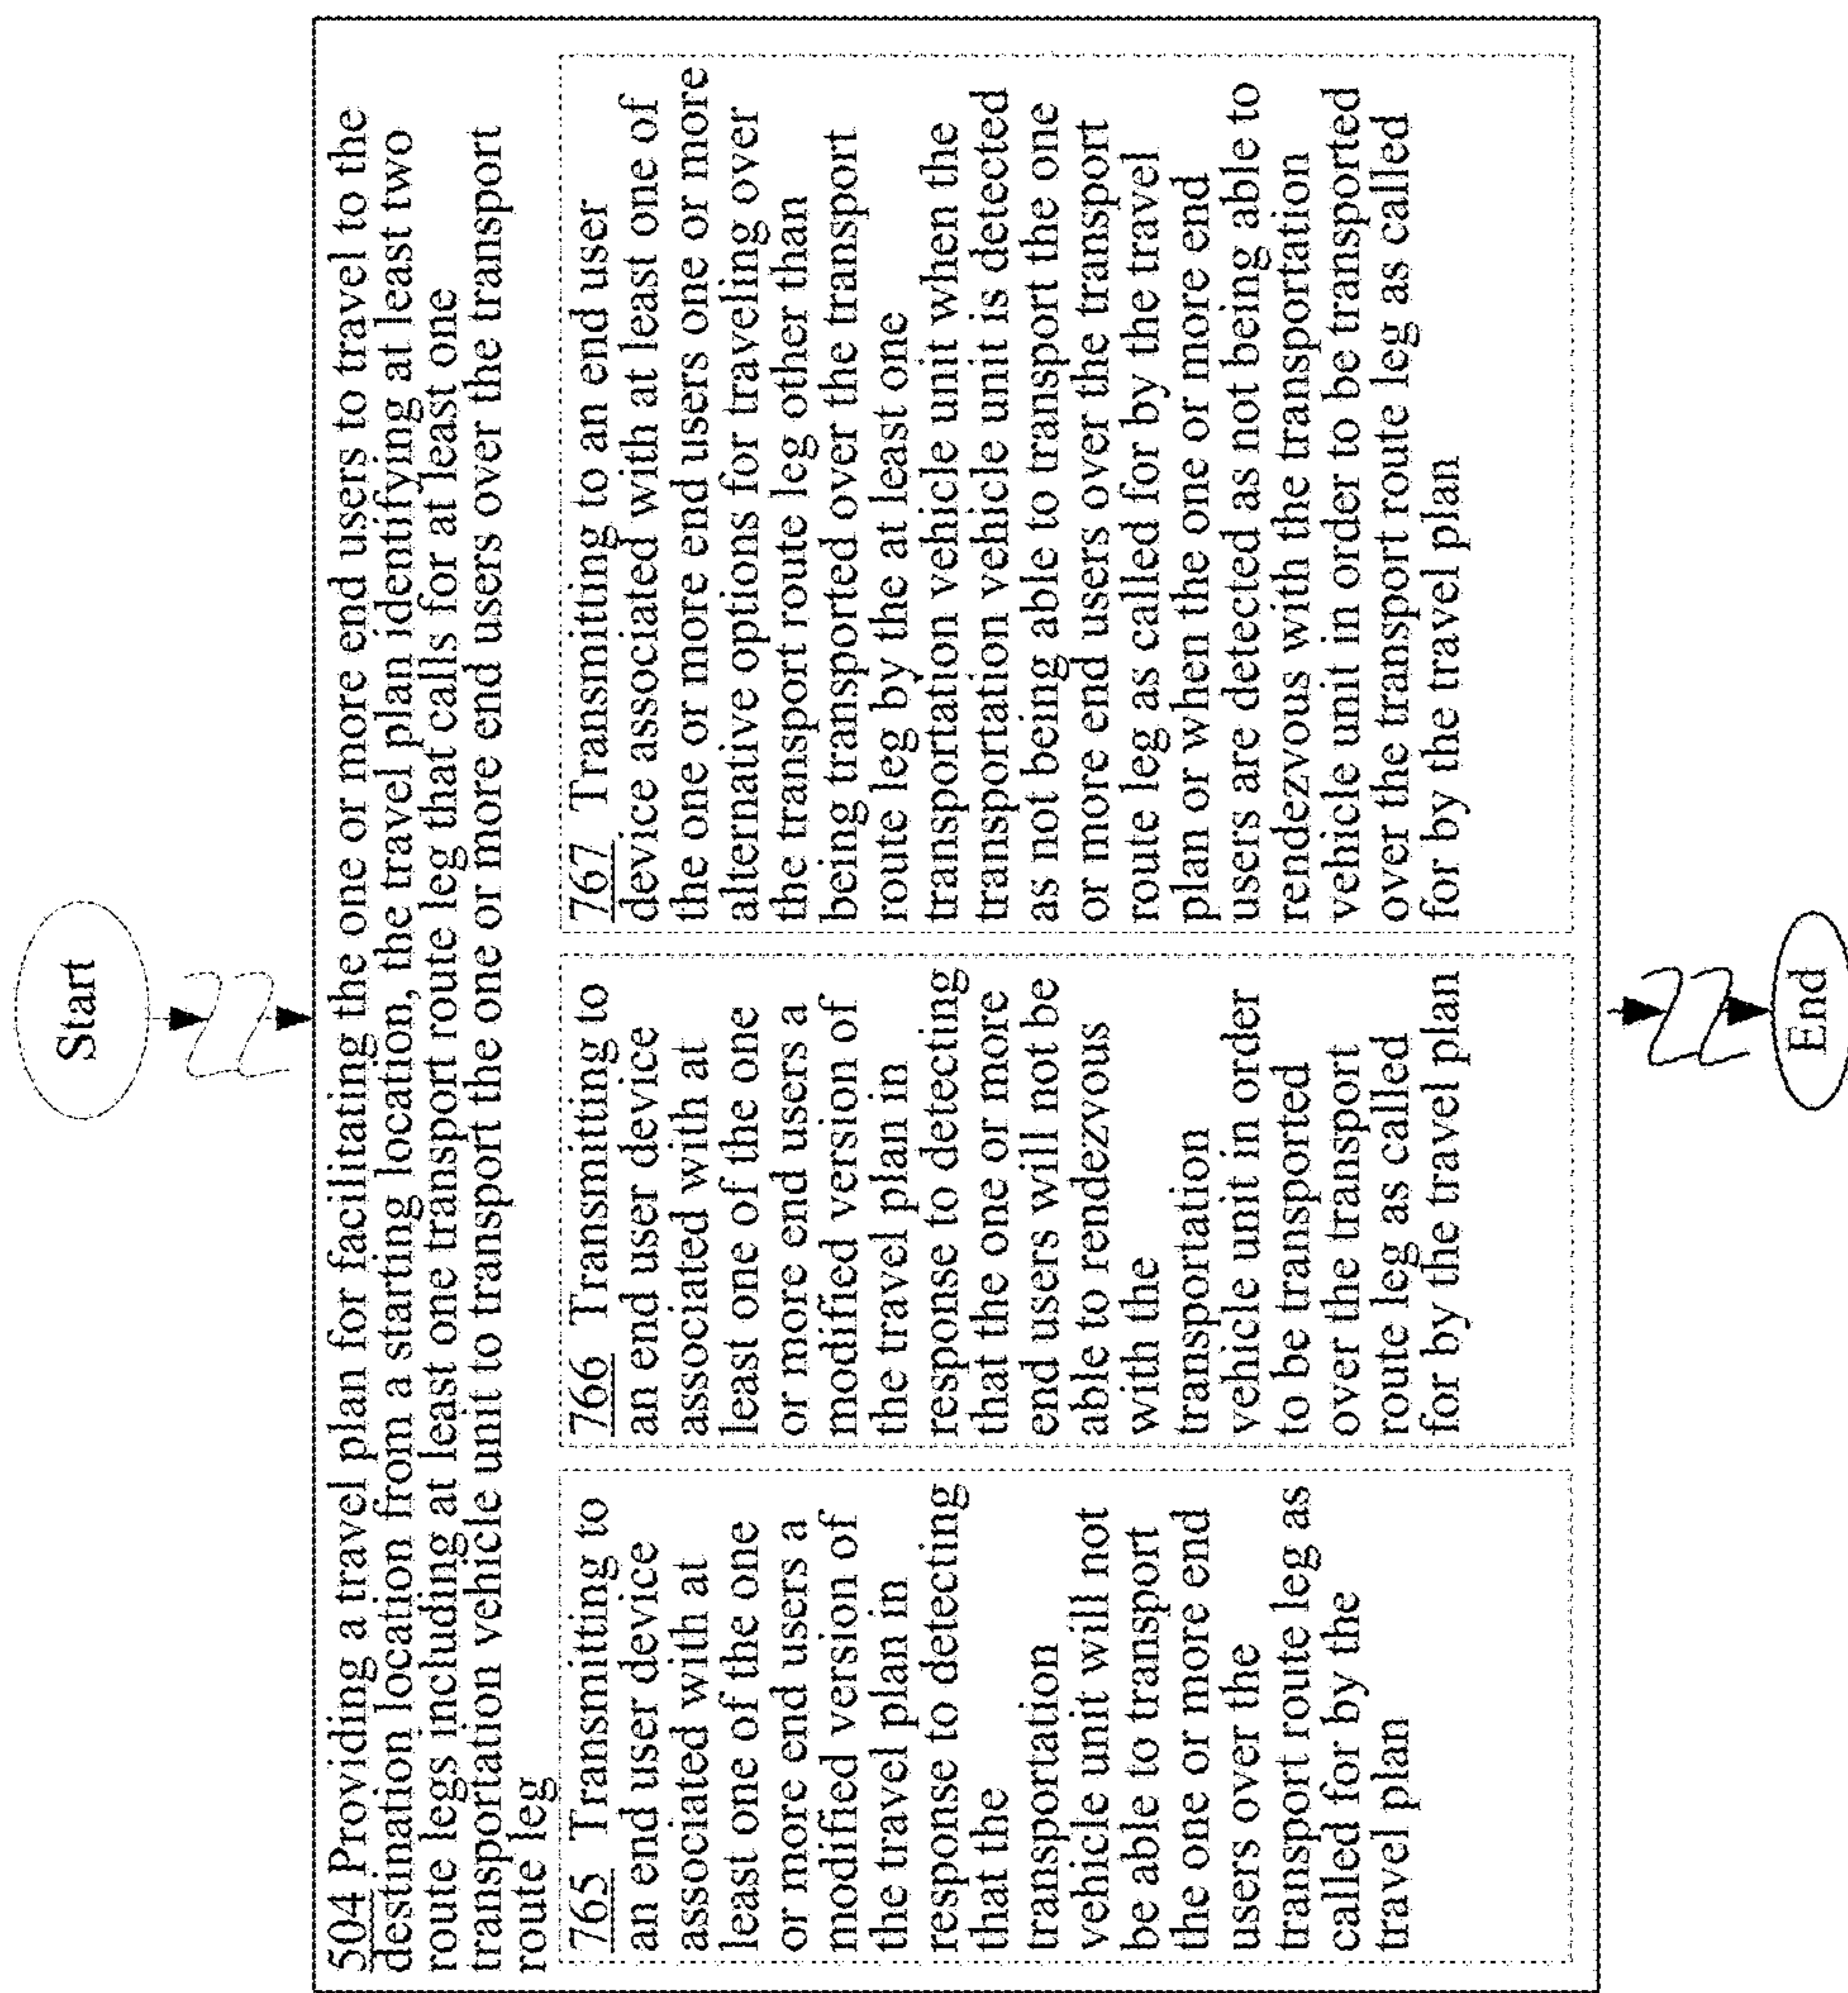 Start
504 Providing a travel plan for facilitating the one or more end users to travel to the
destination location from a starting location, the travel plan identifying at least two
route legs including at least one transport route leg that calls for at least one
transportation vehicle unit to transport the one or more end users over the transport
route leg
765 Transmitting to
an end user device
associated with at
least one of the one
or more end users a
modified version of
the travel plan in
response to detecting
that the
transportation
vehicle unit will not
be able to transport
the one or more end
users over the
transport route leg as
called for by the
travel plan
766 Transmitting to
an end user device
associated with at
least one of the one
or more end users a
modified version of
the travel plan in
response to detecting
that the one or more
end users will not be
able to rendezvous
with the
transportation
vehicle unit in order
to be transported
over the transport
route leg as called
for by the travel plan
767 Transmitting to an end user
device associated with at least one of
the one or more end users one or more
alternative options for traveling over
the transport route leg other than
being transported over the transport
route leg by the at least one
transportation vehicle unit when the
transportation vehicle unit is detected
as not being able to transport the one
or more end users over the transport
route leg as called for by the travel
plan or when the one or more end
users are detected as not being able to
rendezvous with the transportation
vehicle unit in order to be transported
over the transport route leg as called
for by the travel plan
End